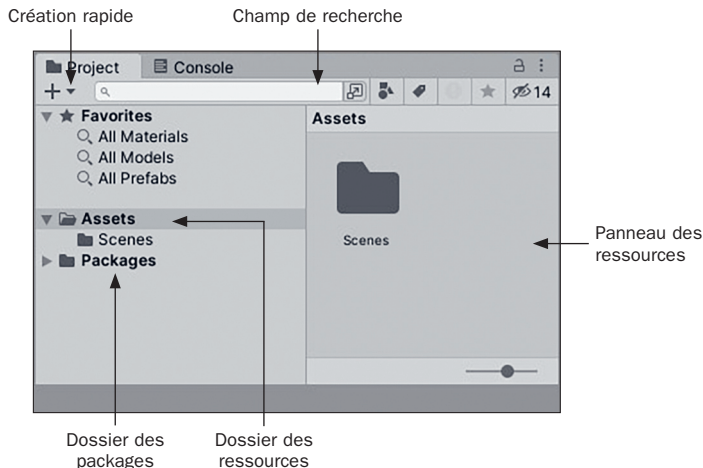 Création rapide
Champ de recherche
Project
Console
14
Favorites
Assets
All Materials
All Models
All Prefabs
Assets
Scenes
Scenes
Packages
Panneau des
ressources
Dossier des
packages
Dossier des
ressources